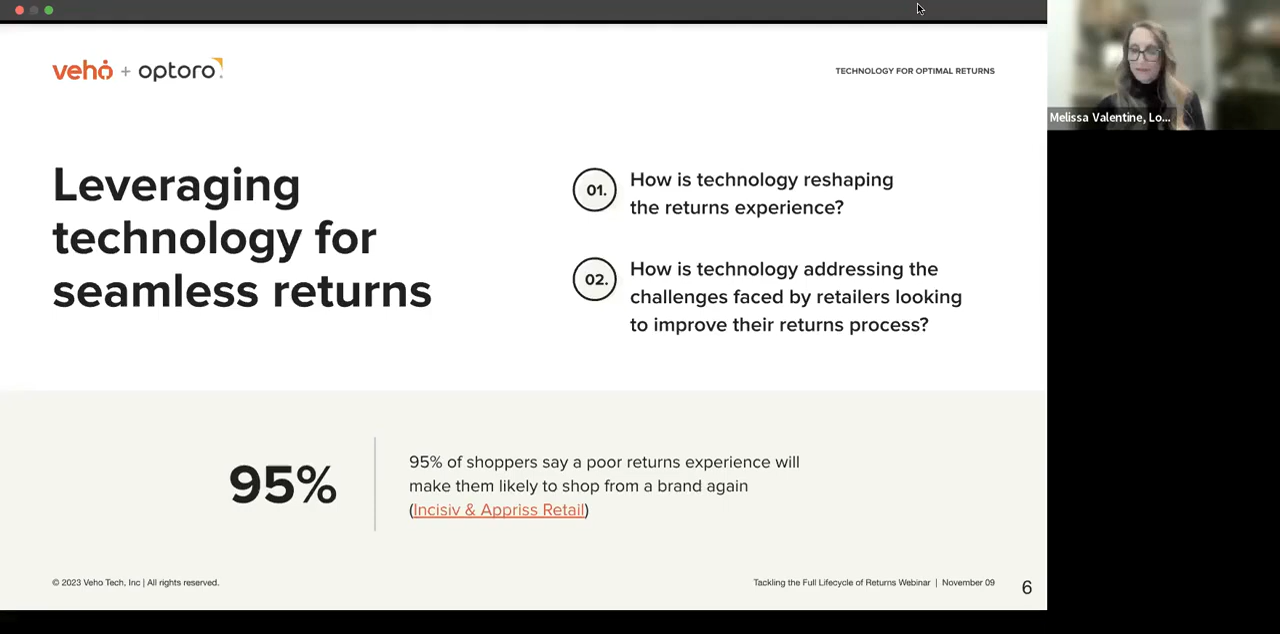 veho + optoro
TECHNOLOGY FOR OPTIMAL RETURNS
Melissa Valentine, Lo...
Leveraging
technology for
seamless returns
01.
How is technology reshaping
the returns experience?
02.
How is technology addressing the
challenges faced by retailers looking
to improve their returns process?
95%
95% of shoppers say a poor returns experience will
make them likely to shop from a brand again
(Incisiv & Appriss Retail)
© 2023 Veho Tech, Inc | All rights reserved.
Tackling the Full Lifecycle of Returns Webinar | November 09
6